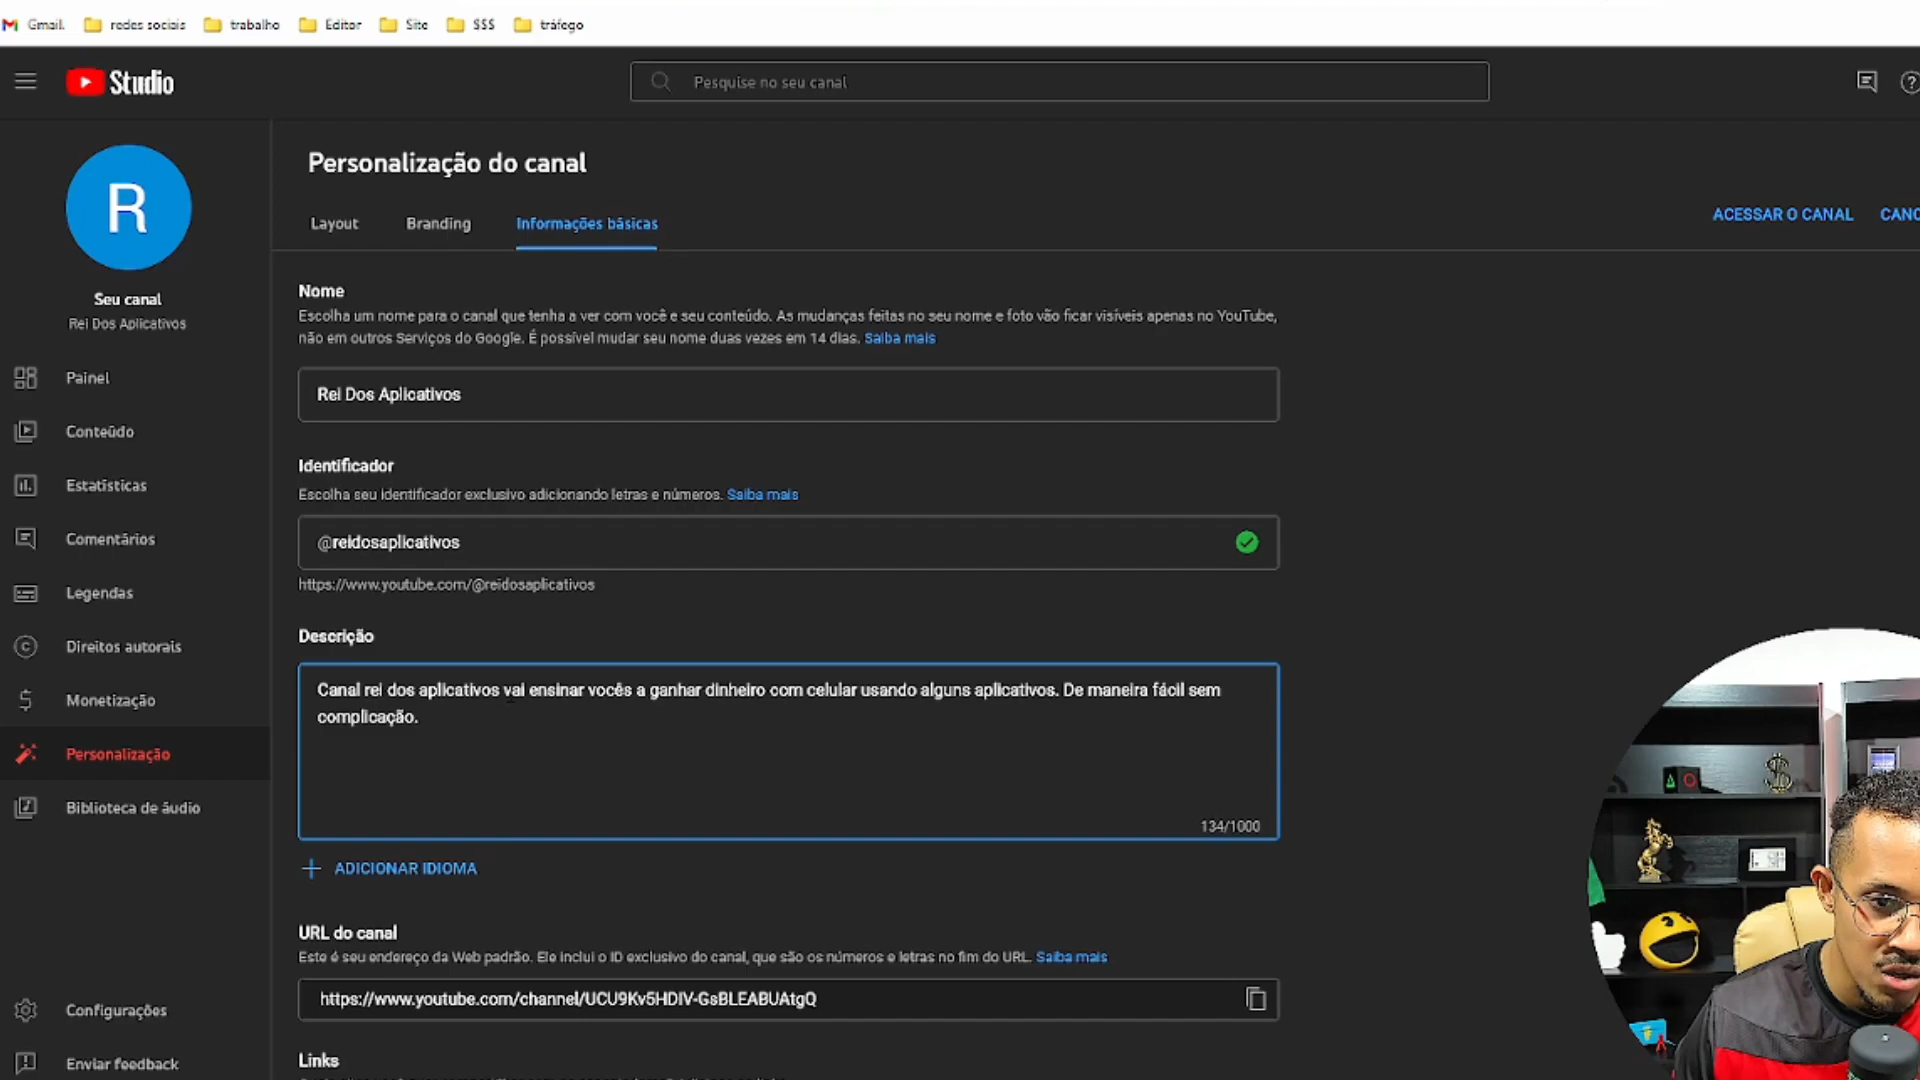 Gmail
redes sociais
trabalho
Editor
Site
$$$
tráfego
Studio
Pesquise no seu canal
R
Seu canal
Rei Dos Aplicativos
Painel
Conteúdo
Estatísticas
Comentários
Legendas
Direitos autorais
Monetização
Personalização
Biblioteca de áudio
Configurações
Enviar feedback
Personalização do canal
Layout
Branding
Informações básicas
ACESSAR O CANAL
CANC
Nome
Escolha um nome para o canal que tenha a ver com você e seu conteúdo. As mudanças feitas no seu nome e foto vão ficar visíveis apenas no YouTube,
não em outros Serviços do Google. É possível mudar seu nome duas vezes em 14 dias. Saiba mais
Rei Dos Aplicativos
Identificador
Escolha seu identificador exclusivo adicionando letras e números. Saiba mais
@reidosaplicativos
https://www.youtube.com/@reidosaplicativos
Descrição
Canal rei dos aplicativos vai ensinar vocês a ganhar dinheiro com celular usando alguns aplicativos. De maneira fácil sem
complicação.
134/1000
ADICIONAR IDIOMA
URL do canal
Este é seu endereço da Web padrão. Ele inclui o ID exclusivo do canal, que são os números e letras no fim do URL. Saiba mais
https://www.youtube.com/channel/UCU9Kv5HDIV-GsBLEABUAtgQ
Links